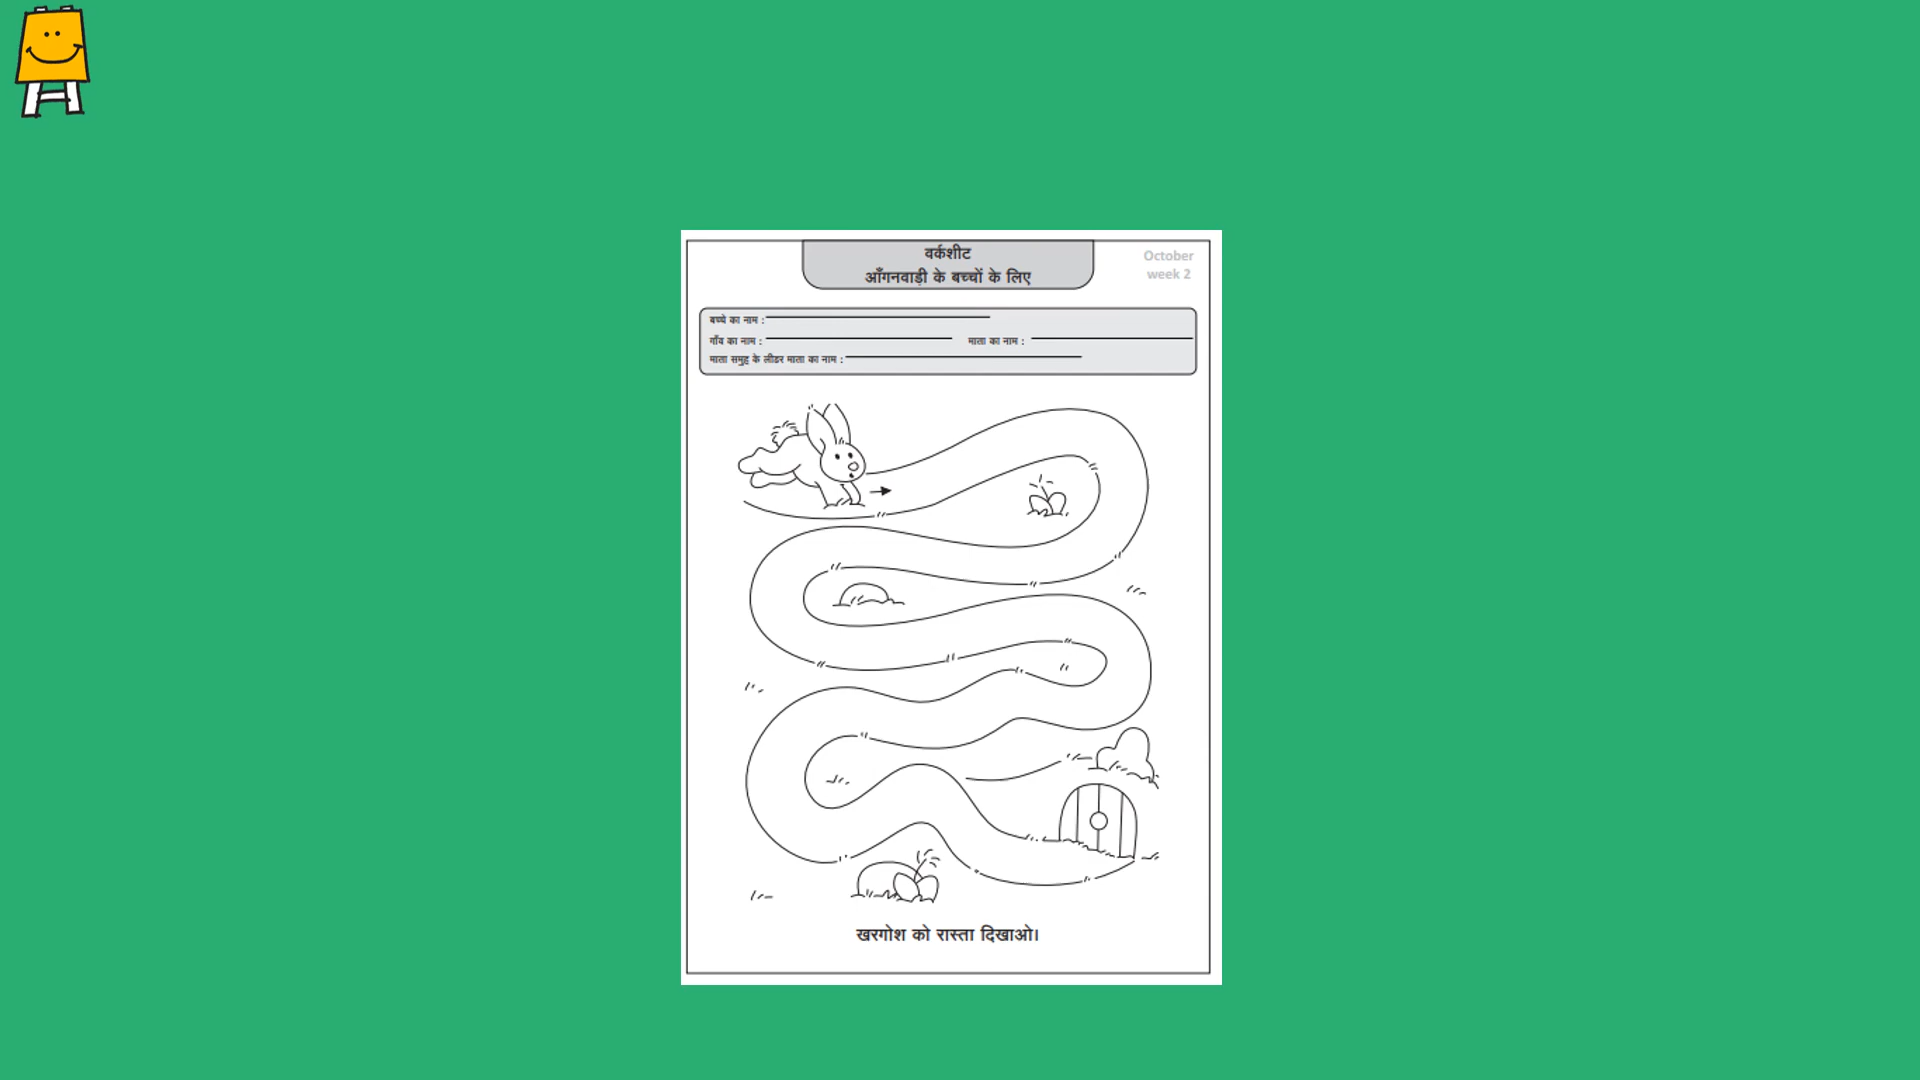 वर्कशीट
आँगनवाड़ी के बच्चों के लिए
October
week 2
बच्चे का नाम :
गाँव का नाम : माता का नाम :
माता समुह के लीडर माता का नाम :
खरगोश को रास्ता दिखाओ।